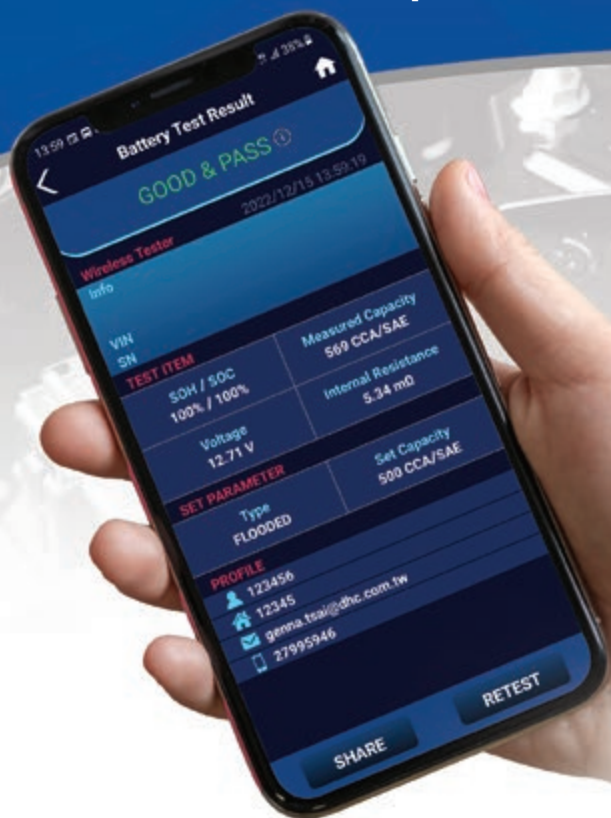 13:59
38%
Battery Test Result
GOOD & PASS
2022/12/15 13:59:19
Wireless Tester
Info
VIN
SN
TEST ITEM
SOH / SOC
100% / 100%
Measured Capacity
569 CCA/SAE
Voltage
12.71 V
Internal Resistance
5.34 mΩ
SET PARAMETER
Type
FLOODED
Set Capacity
500 CCA/SAE
PROFILE
123456
12345
genna.tsai@dhc.com.tw
27995946
SHARE
RETEST